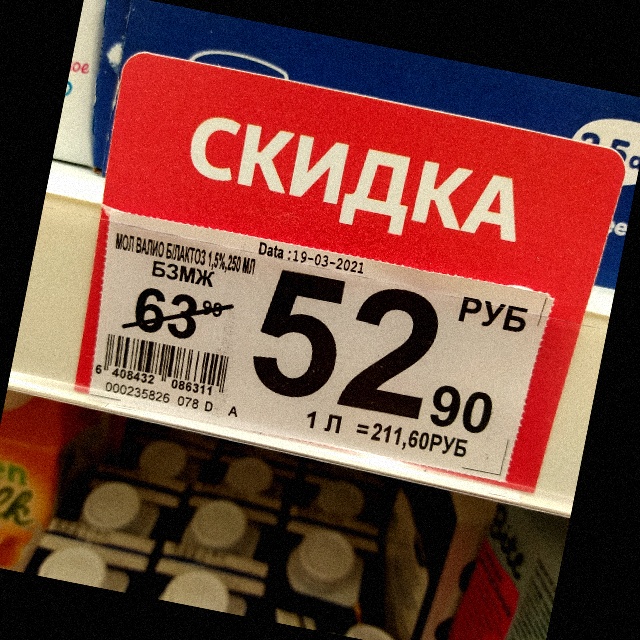 СКИДКА
МОЛ ВАЛИО Б/ЛАКТОЗ 1,5%,250 МЛ
Data :19-03-2021
БЗМЖ
63 90
52 90
РУБ
6 408432 086311
000235826 078 D A
1 Л =211,60РУБ